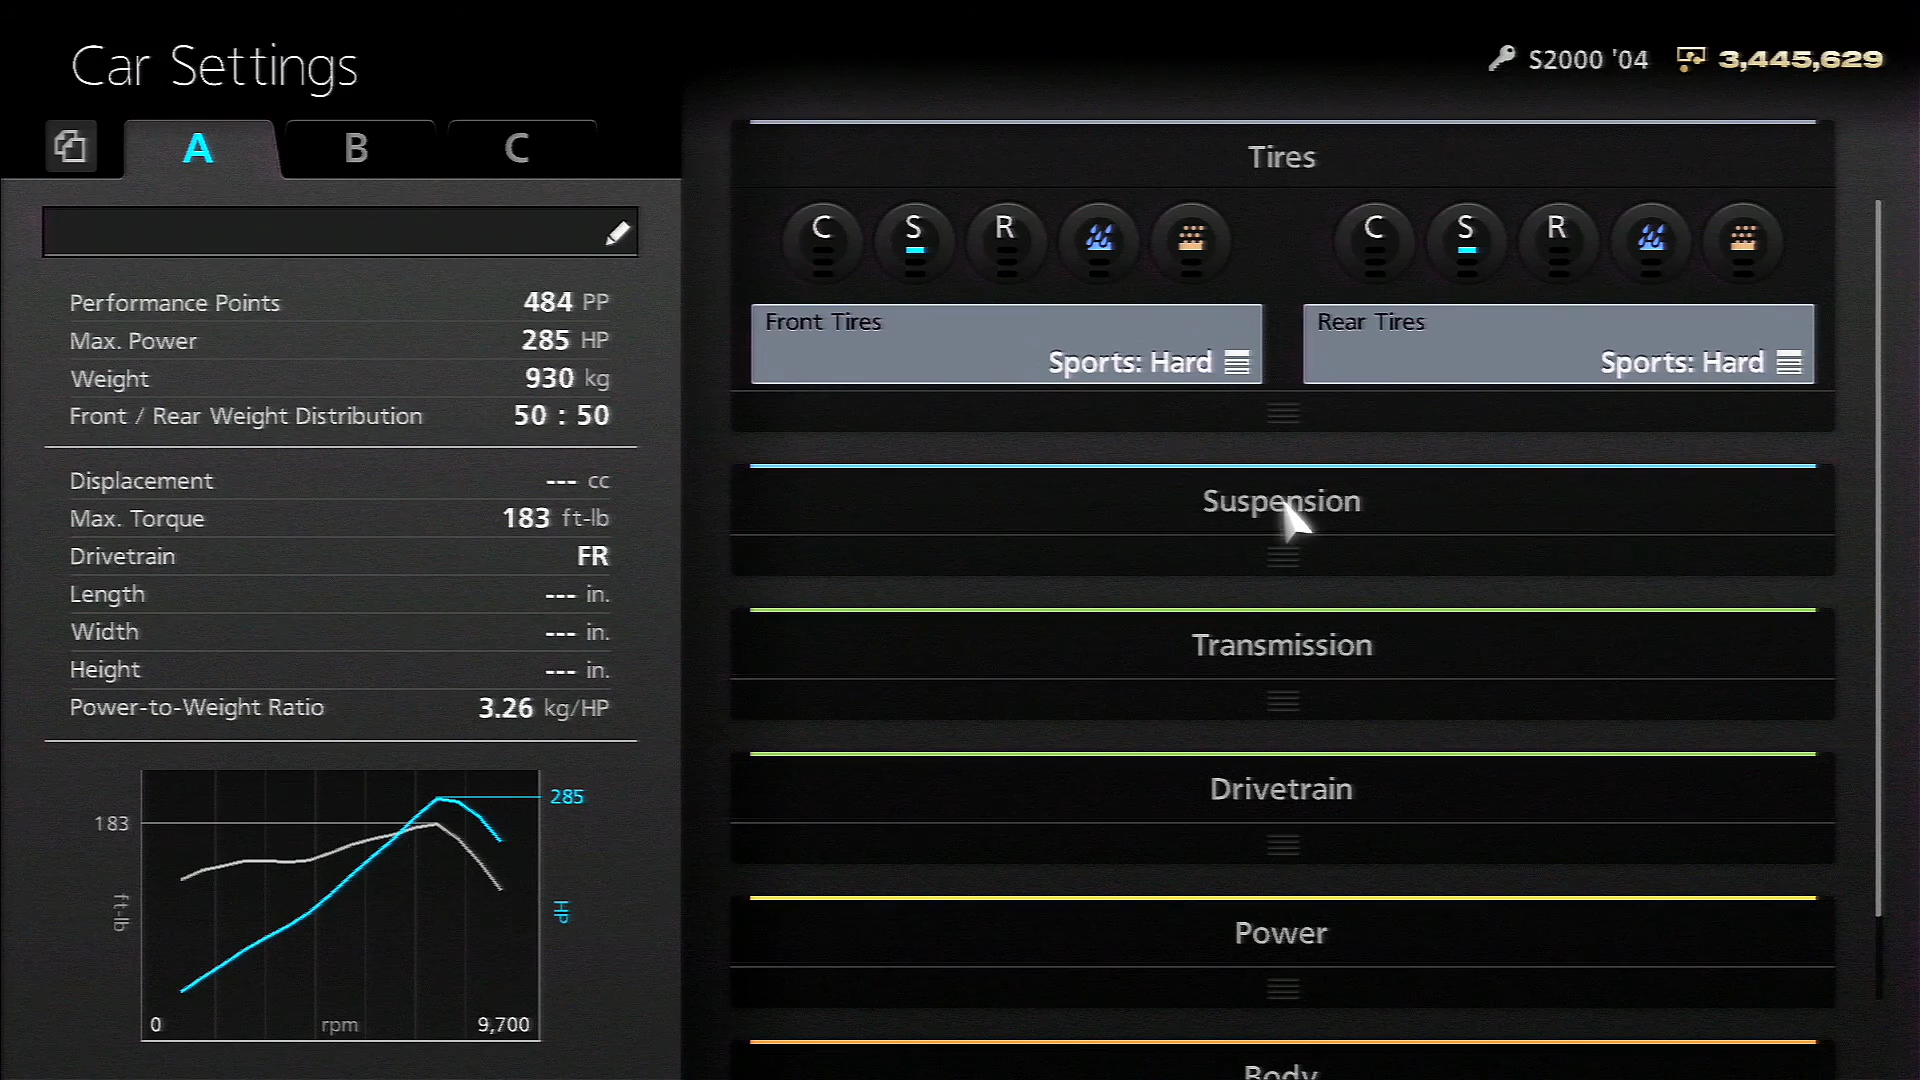 Car Settings
S2000 '04
3,445,629
A
B
C
Performance Points 484 PP
Max. Power 285 HP
Weight 930 kg
Front / Rear Weight Distribution 50 : 50
Displacement --- cc
Max. Torque 183 ft-lb
Drivetrain FR
Length --- in.
Width --- in.
Height --- in.
Power-to-Weight Ratio 3.26 kg/HP
285
183
ft-lb
HP
0 rpm 9,700
Tires
C S R
C S R
Front Tires
Sports: Hard
Rear Tires
Sports: Hard
Suspension
Transmission
Drivetrain
Power
Body